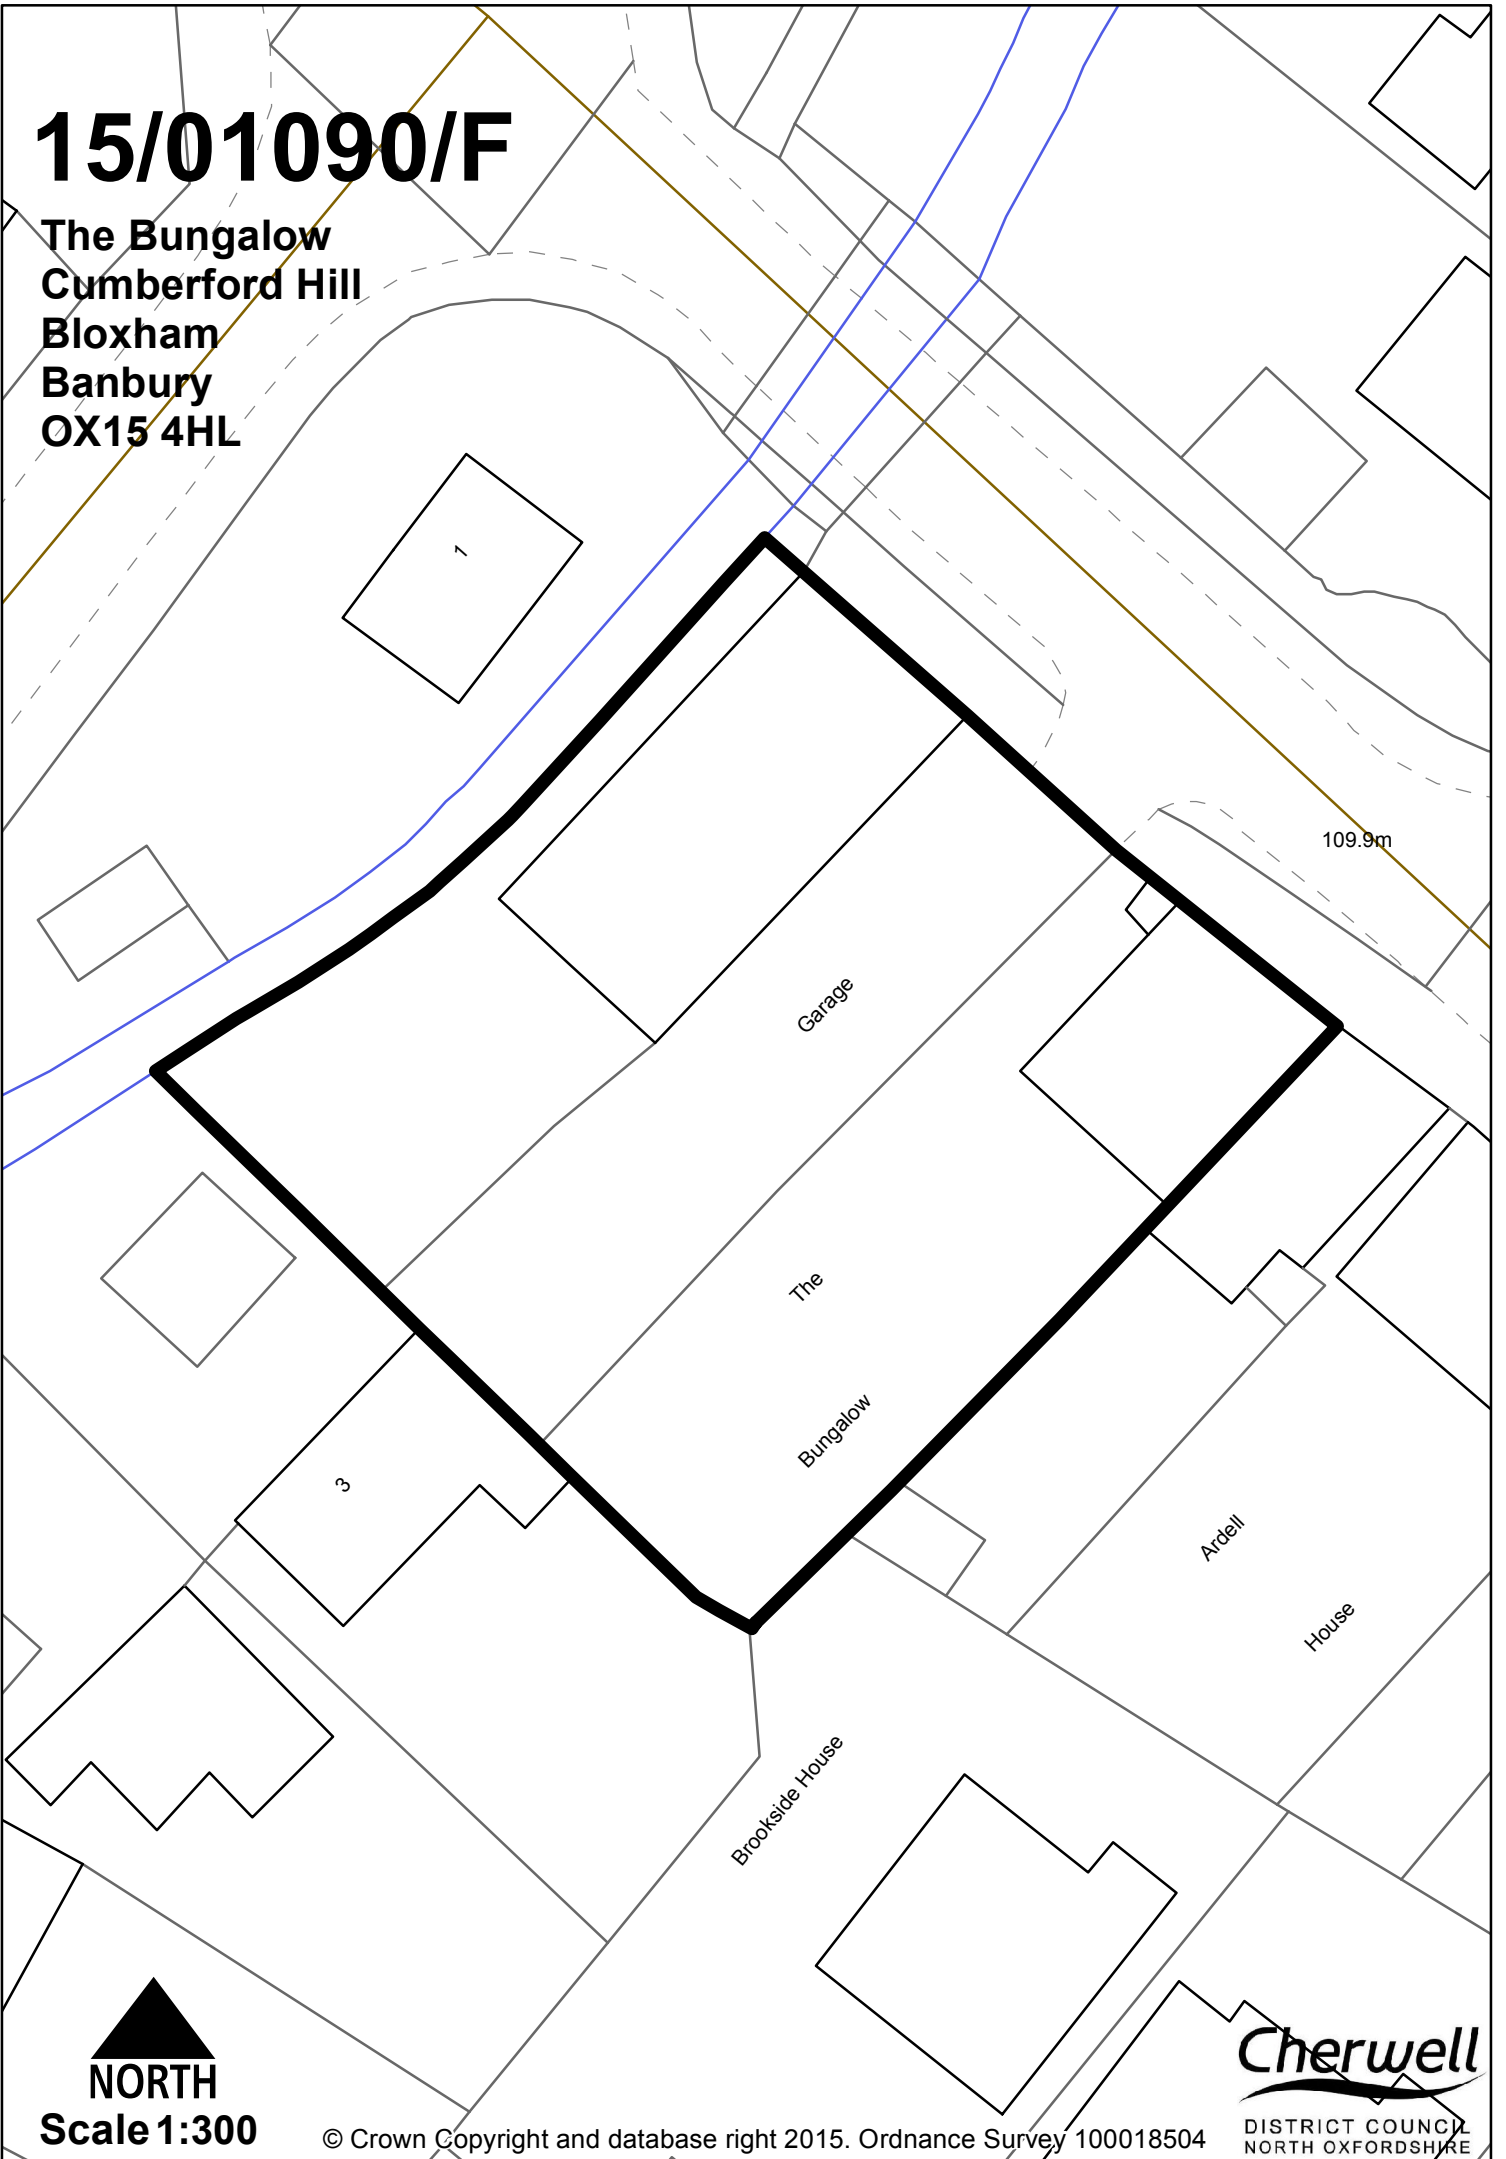 15/01090/F
The Bungalow
Cumberford Hill
Bloxham
Banbury
OX15 4HL
1
109.9m
Garage
The
Bungalow
3
Ardell
House
Brookside House
NORTH
Scale 1:300
© Crown Copyright and database right 2015. Ordnance Survey 100018504
Cherwell
DISTRICT COUNCIL
NORTH OXFORDSHIRE